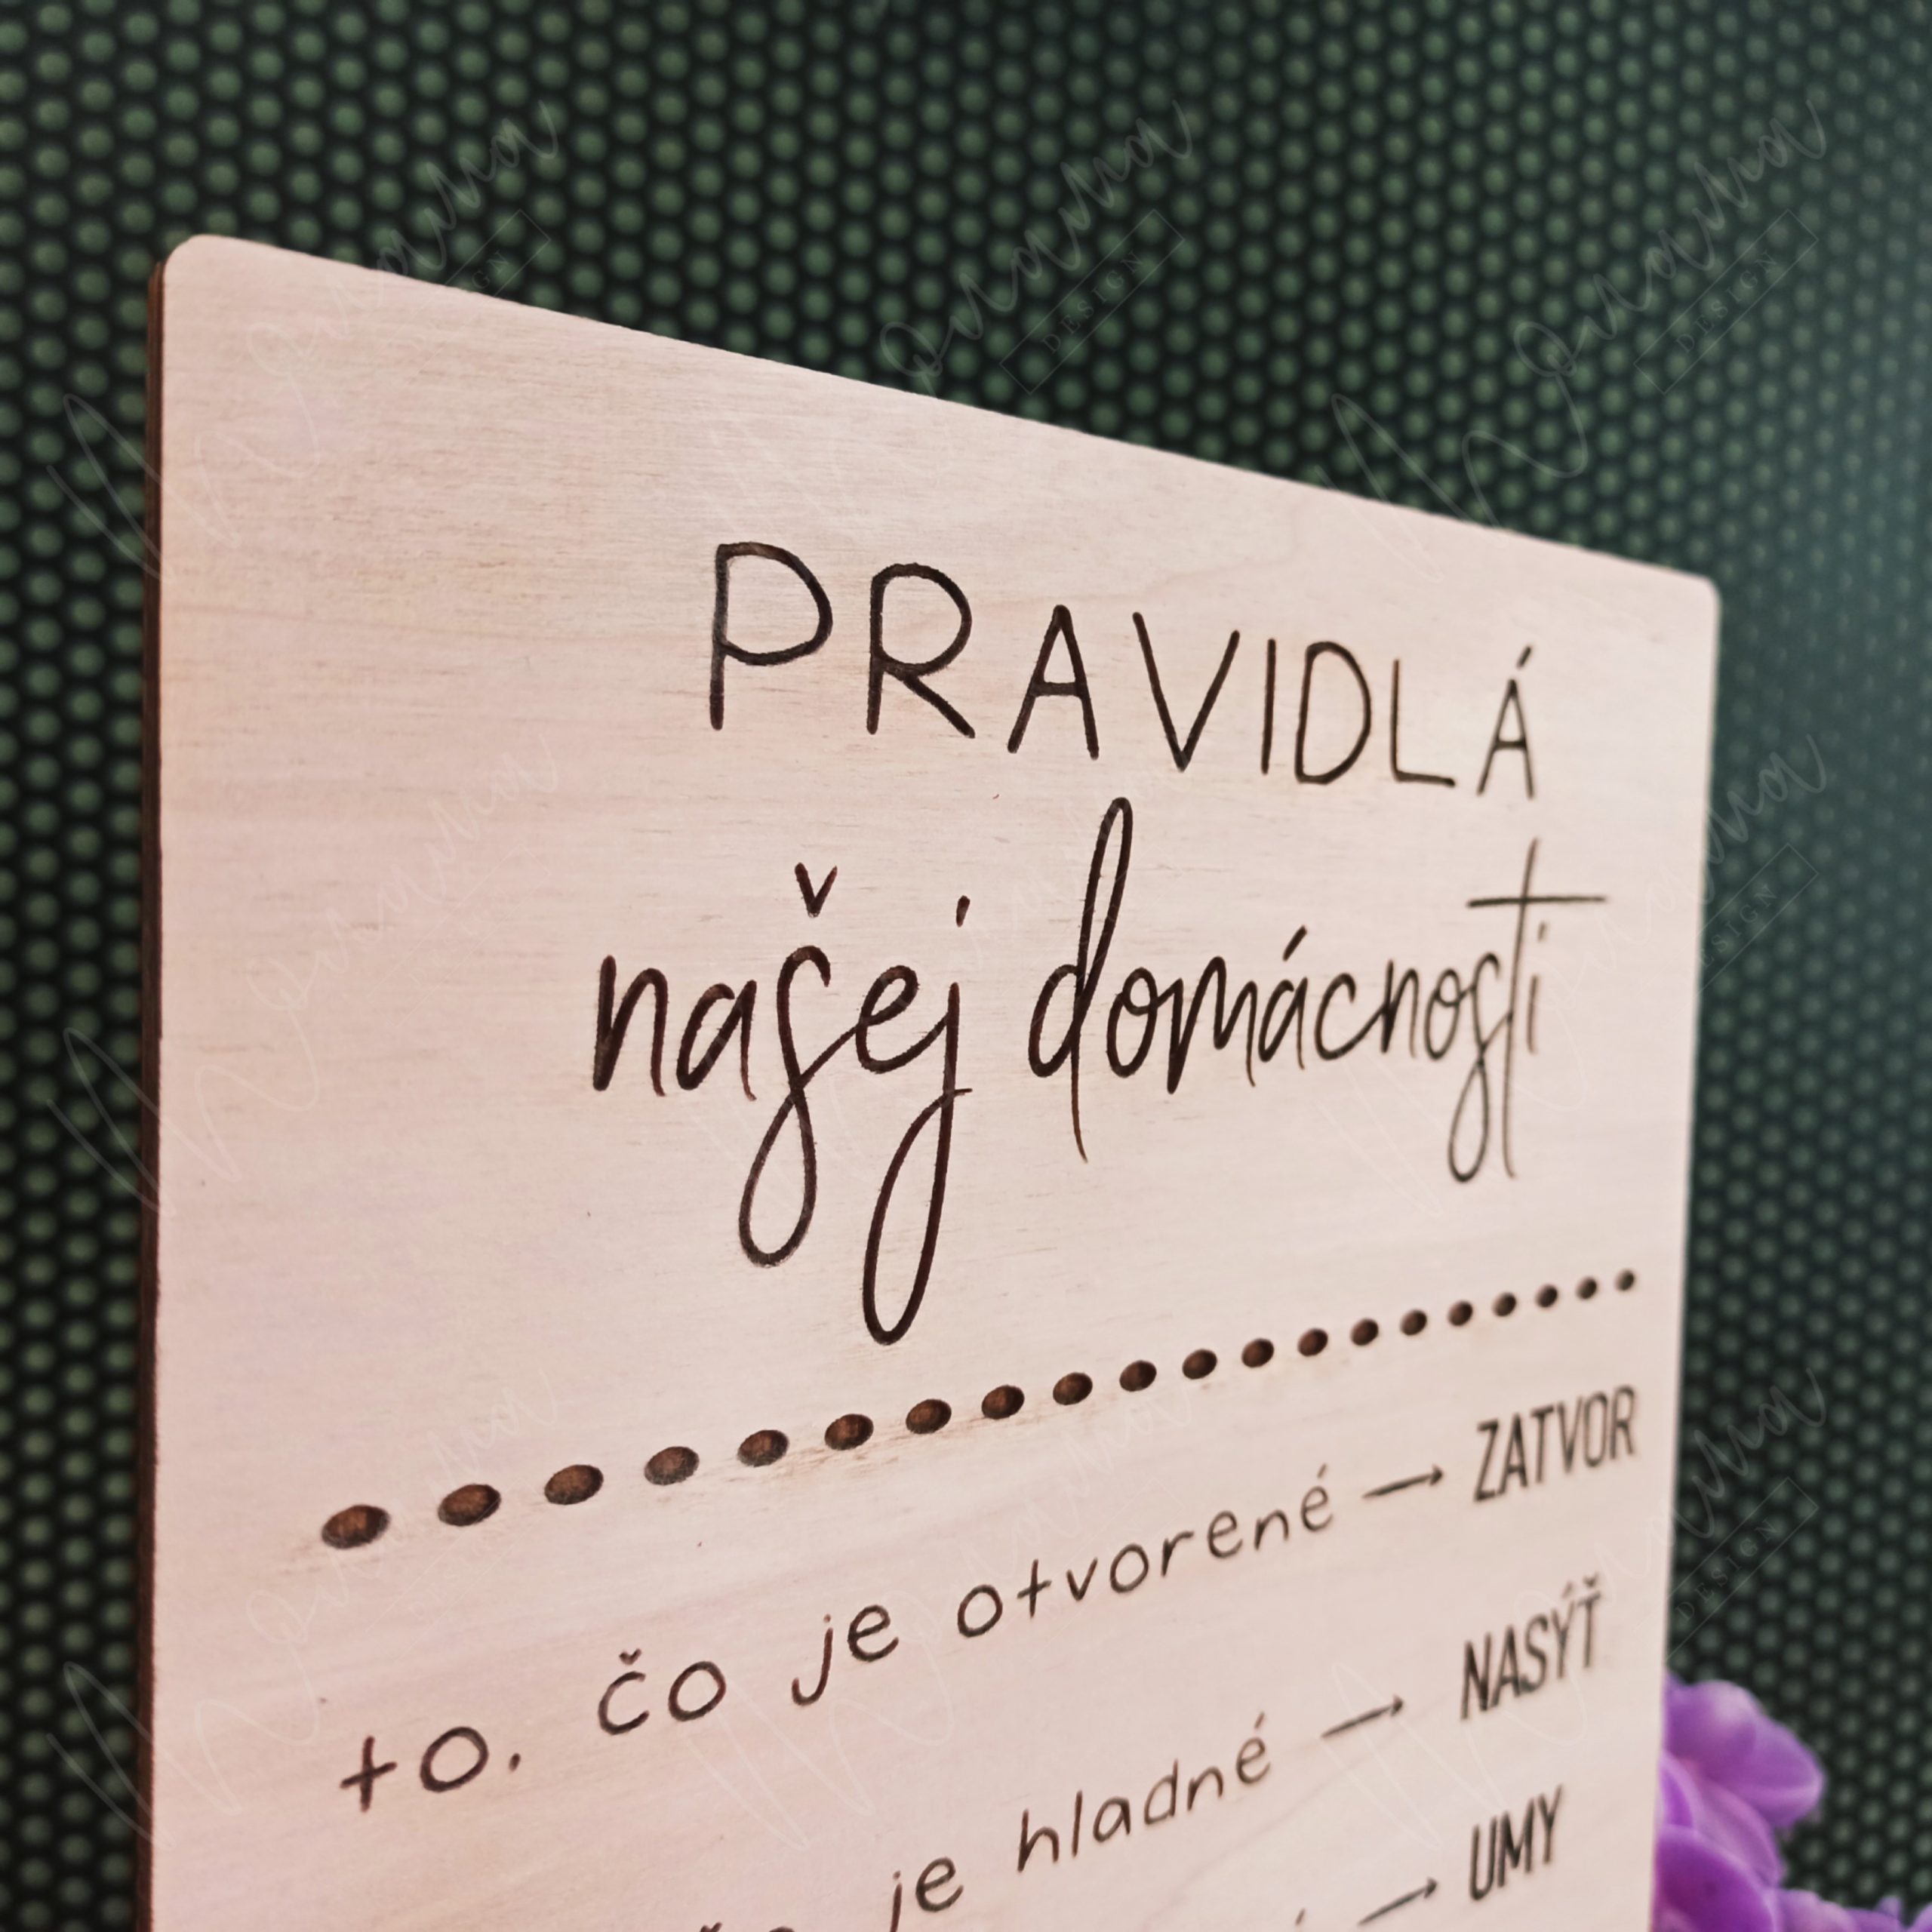 PRAVIDLÁ
našej domácnosti
to. čo je otvorené → ZATVOR
je hladné → NASÝŤ
→ UMY